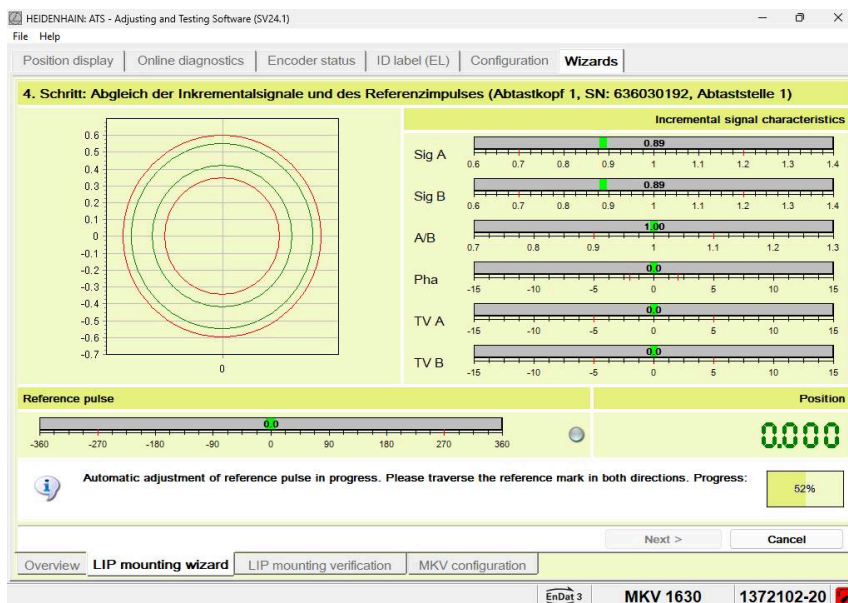 HEIDENHAIN: ATS - Adjusting and Testing Software (SV24.1)
File Help
Position display Online diagnostics Encoder status ID label (EL) Configuration Wizards
4. Schritt: Abgleich der Inkrementalsignale und des Referenzimpulses (Abtastkopf 1, SN: 636030192, Abtaststelle 1)
0.6
0.5
0.4
0.3
0.2
0.1
0
-0.1
-0.2
-0.3
-0.4
-0.5
-0.6
-0.7
0
Incremental signal characteristics
Sig A
0.89
0.6 0.7 0.8 0.9 1 1.1 1.2 1.3 1.4
Sig B
0.89
0.6 0.7 0.8 0.9 1 1.1 1.2 1.3 1.4
A/B
1.00
0.7 0.8 0.9 1 1.1 1.2 1.3
Pha
0.0
-15 -10 -5 0 5 10 15
TV A
0.0
-15 -10 -5 0 5 10 15
TV B
0.0
-15 -10 -5 0 5 10 15
Reference pulse
0.0
-360 -270 -180 -90 0 90 180 270 360
Position
0.000
Automatic adjustment of reference pulse in progress. Please traverse the reference mark in both directions. Progress:
52%
Next > Cancel
Overview LIP mounting wizard LIP mounting verification MKV configuration
EnDat 3 MKV 1630 1372102-20